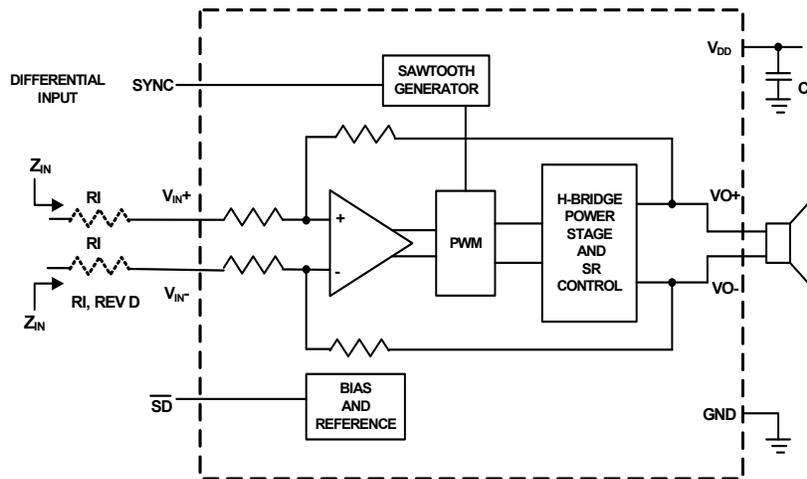 DIFFERENTIAL
INPUT
SYNC
SAWTOOTH
GENERATOR
VDD
C
ZIN
RI
VIN+
+
PWM
H-BRIDGE
POWER
STAGE
AND
SR
CONTROL
VO+
RI
-
VO-
RI, REV D
VIN-
ZIN
SD
BIAS
AND
REFERENCE
GND